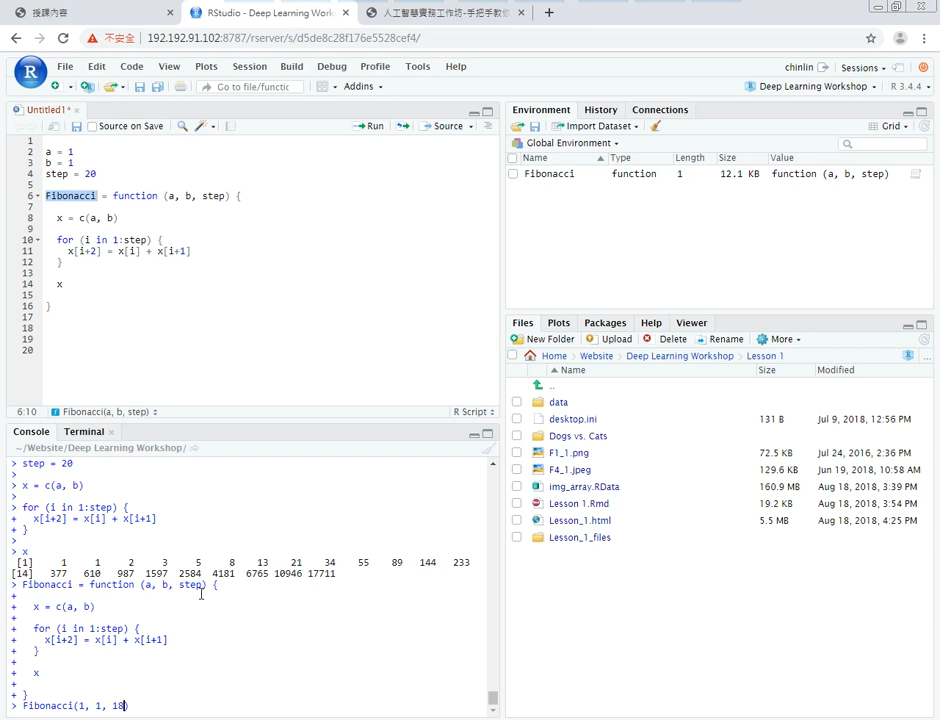 授課內容
RStudio - Deep Learning Work
人工智慧實務工作坊-手把手教你
不安全
192.192.91.102:8787/rserver/s/d5de8c28f176e5528cef4/
R
File Edit Code View Plots Session Build Debug Profile Tools Help
chinlin
Sessions
Go to file/functic
Addins
Deep Learning Workshop
R 3.4.4
Untitled1*
Source on Save
Run
Source
1
2 a = 1
3 b = 1
4 step = 20
5
6 Fibonacci = function (a, b, step) {
7
8 x = c(a, b)
9
10 for (i in 1:step) {
11 x[i+2] = x[i] + x[i+1]
12 }
13
14 x
15
16 }
17
18
19
20
6:10 Fibonacci(a, b, step) R Script
Console Terminal
~/Website/Deep Learning Workshop/
> step = 20
>
> x = c(a, b)
>
> for (i in 1:step) {
+ x[i+2] = x[i] + x[i+1]
+ }
>
> x
[1] 1 1 2 3 5 8 13 21 34 55 89 144 233
[14] 377 610 987 1597 2584 4181 6765 10946 17711
> Fibonacci = function (a, b, step) {
+
+ x = c(a, b)
+
+ for (i in 1:step) {
+ x[i+2] = x[i] + x[i+1]
+ }
+
+ x
+
+ }
> Fibonacci(1, 1, 18)
Environment History Connections
Import Dataset
Grid
Global Environment
Name Type Length Size Value
Fibonacci function 1 12.1 KB function (a, b, step)
Files Plots Packages Help Viewer
New Folder Upload Delete Rename More
Home Website Deep Learning Workshop Lesson 1
Name Size Modified
..
data
desktop.ini 131 B Jul 9, 2018, 12:56 PM
Dogs vs. Cats
F1_1.png 72.5 KB Jul 24, 2016, 2:36 PM
F4_1.jpeg 129.6 KB Jun 19, 2018, 10:58 AM
img_array.RData 160.9 MB Aug 18, 2018, 3:39 PM
Lesson 1.Rmd 19.2 KB Aug 18, 2018, 3:54 PM
Lesson_1.html 5.5 MB Aug 18, 2018, 4:25 PM
Lesson_1_files